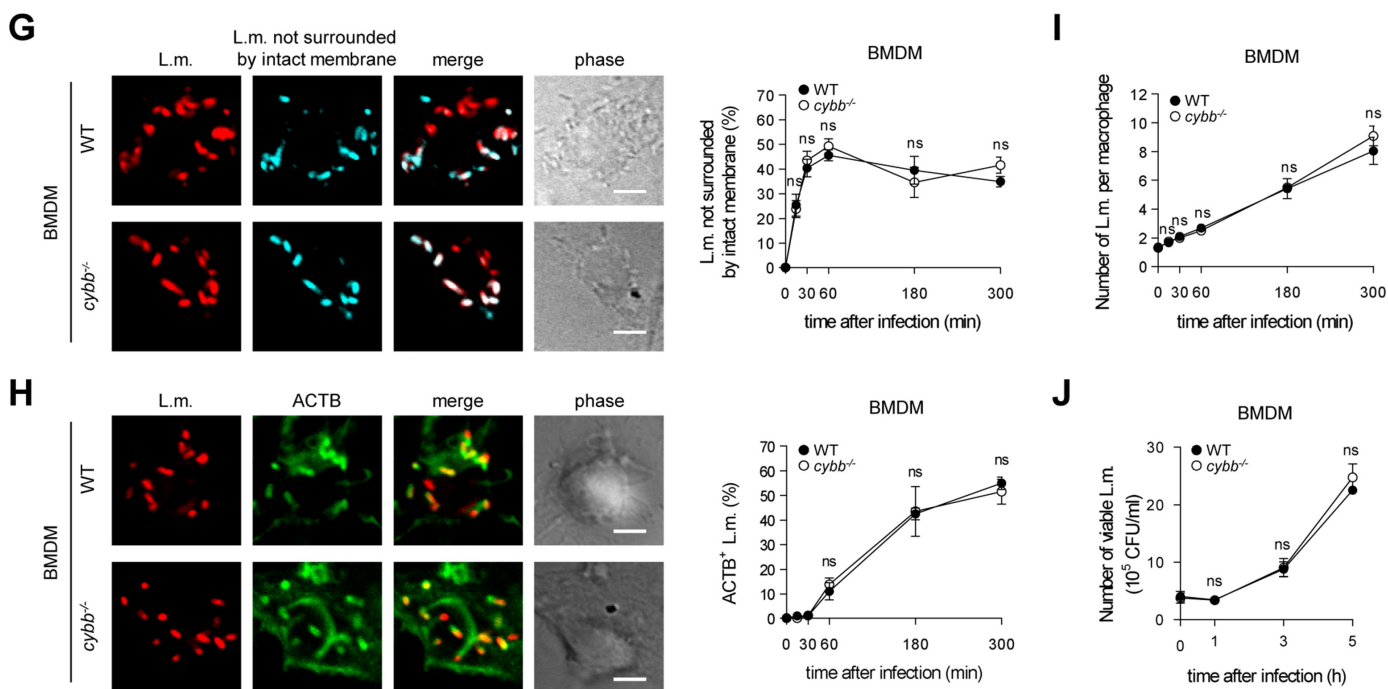 G
L.m.
L.m. not surrounded
by intact membrane
merge
phase
BMDM
WT
cybb-/-
BMDM
WT
cybb-/-
L.m. not surrounded
by intact membrane (%)
70
60
50
40
30
20
10
0
ns
ns
ns
ns
ns
0
30
60
180
300
time after infection (min)
I
BMDM
WT
cybb-/-
Number of L.m. per macrophage
12
10
8
6
4
2
0
ns
ns
ns
ns
ns
0
30
60
180
300
time after infection (min)
H
L.m.
ACTB
merge
phase
BMDM
WT
cybb-/-
BMDM
WT
cybb-/-
ACTB+ L.m. (%)
70
60
50
40
30
20
10
0
ns
ns
ns
0
30
60
180
300
time after infection (min)
J
BMDM
WT
cybb-/-
Number of viable L.m.
(10⁵ CFU/ml)
30
20
10
0
ns
ns
ns
0
1
3
5
time after infection (h)